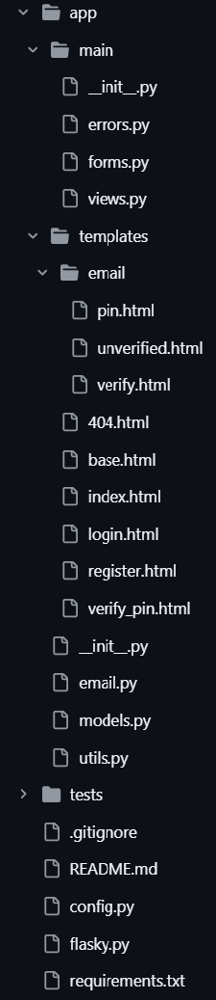 app
main
__init__.py
errors.py
forms.py
views.py
templates
email
pin.html
unverified.html
verify.html
404.html
base.html
index.html
login.html
register.html
verify_pin.html
__init__.py
email.py
models.py
utils.py
tests
.gitignore
README.md
config.py
flasky.py
requirements.txt